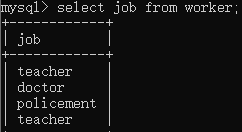 mysql> select job from worker;
+------------+
| job        |
+------------+
| teacher    |
| doctor     |
| policement |
| teacher    |